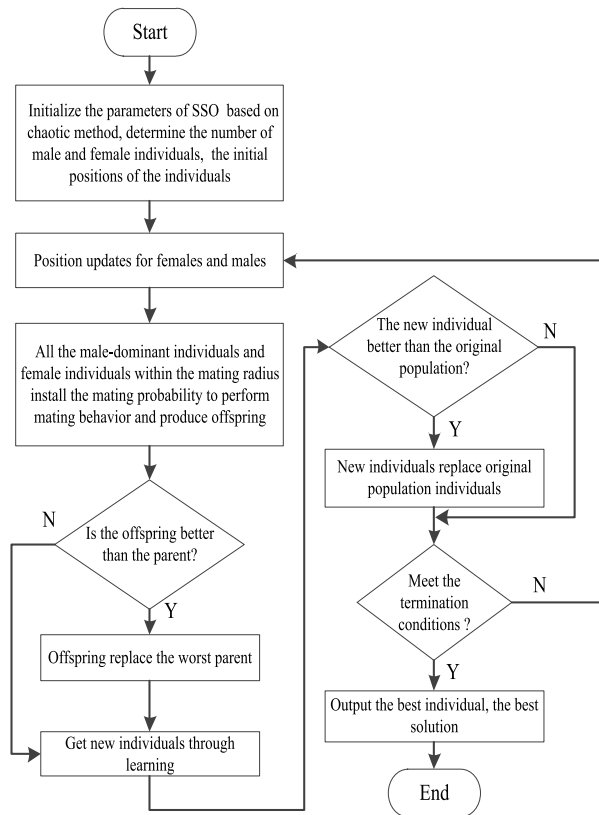 Start
Initialize the parameters of SSO based on
chaotic method, determine the number of
male and female individuals, the initial
positions of the individuals
Position updates for females and males
All the male-dominant individuals and
female individuals within the mating radius
install the mating probability to perform
mating behavior and produce offspring
N
Is the offspring better
than the parent?
Y
Offspring replace the worst parent
Get new individuals through
learning
The new individual
better than the original
population?
N
Y
New individuals replace original
population individuals
Meet the
termination
conditions ?
N
Y
Output the best individual, the best
solution
End